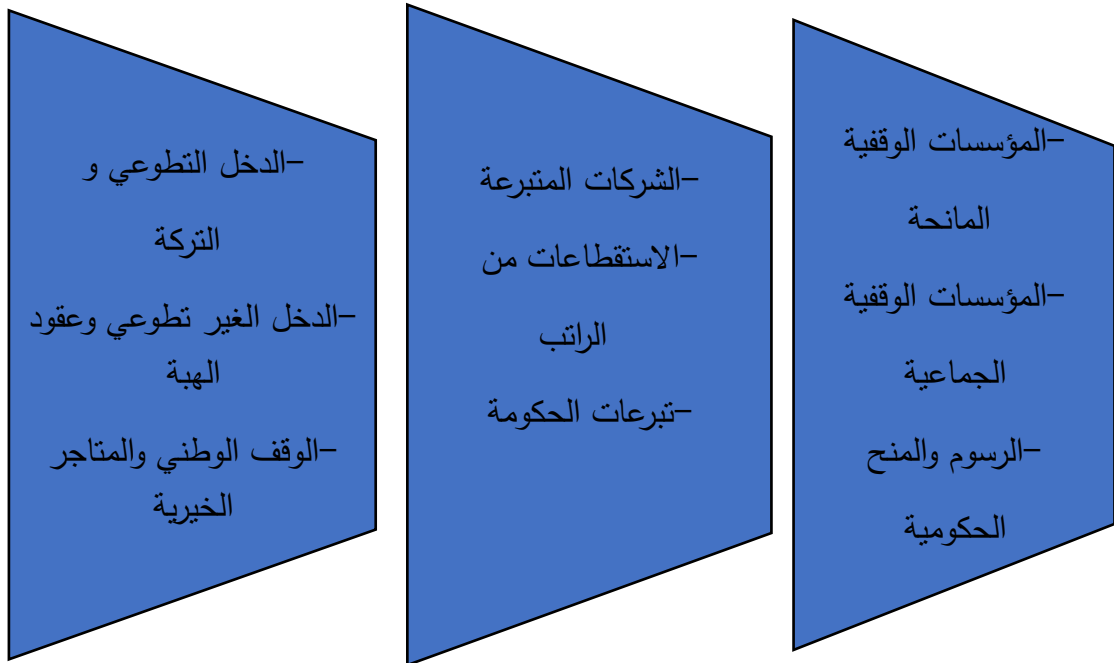 -المؤسسات الوقفية
المانحة
-المؤسسات الوقفية
الجماعية
-الرسوم والمنح
الحكومية
-الشركات المتبرعة
-الاستقطاعات من
الراتب
-تبرعات الحكومة
-الدخل التطوعي و
التركة
-الدخل الغير تطوعي وعقود
الهبة
-الوقف الوطني والمتاجر
الخيرية